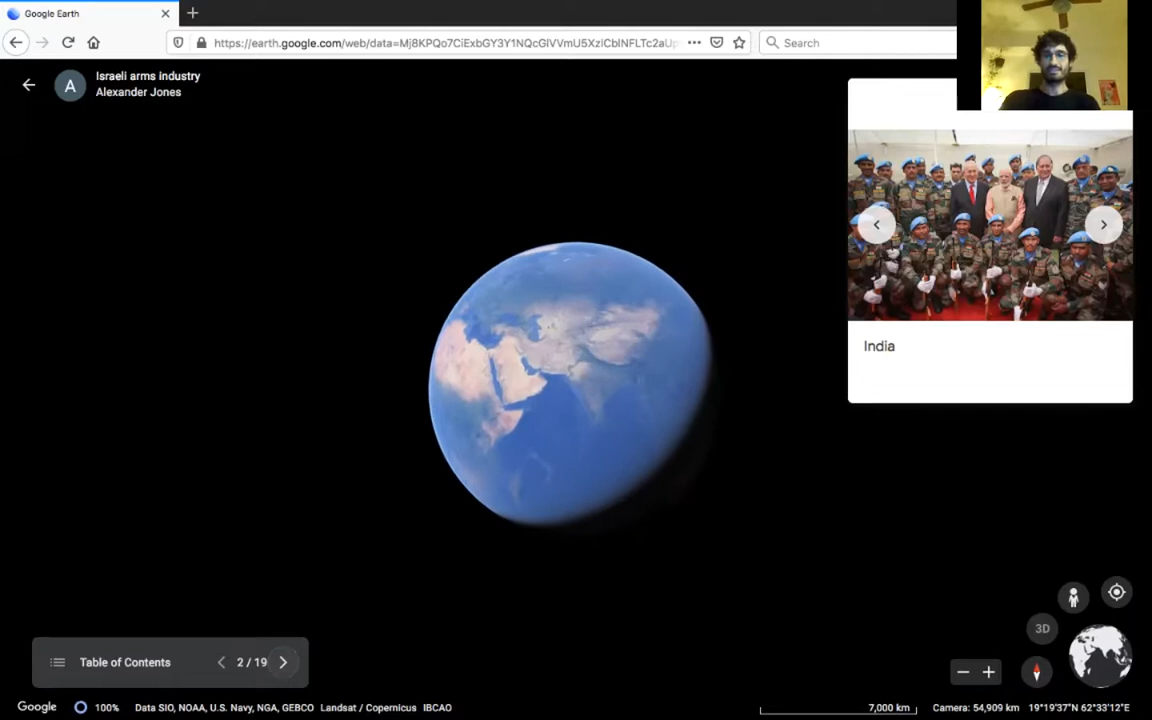 Google Earth
https://earth.google.com/web/data=Mj8KPQo7CiExbGY3Y1NQcGlVVmU5XzlCblNFLTc2aUp
Search
A
Israeli arms industry
Alexander Jones
India
3D
Table of Contents
2 / 19
Google
100%
Data SIO, NOAA, U.S. Navy, NGA, GEBCO Landsat / Copernicus IBCAO
7,000 km
Camera: 54,909 km 19°19'37"N 62°33'12"E